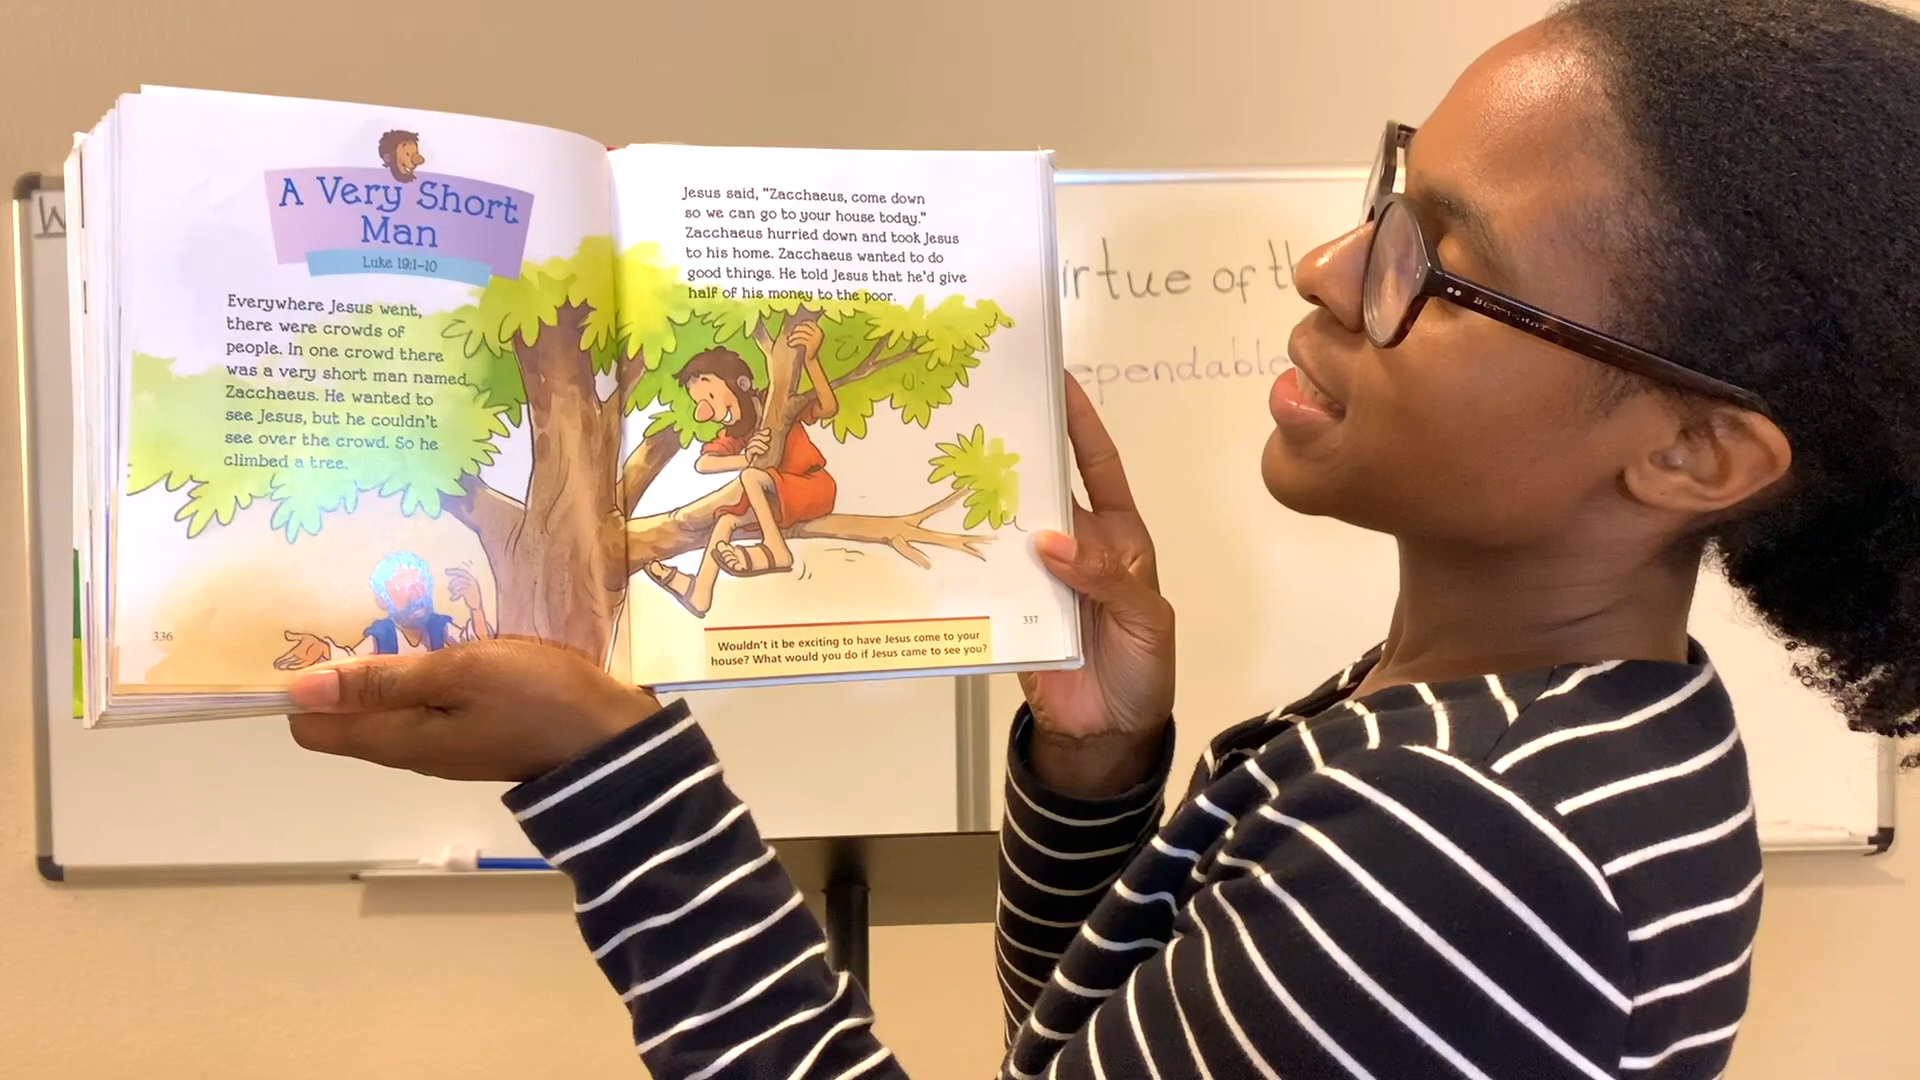 A Very Short
Man
Luke 19:1-10
Everywhere Jesus went,
there were crowds of
people. In one crowd there
was a very short man named
Zacchaeus. He wanted to
see Jesus, but he couldn't
see over the crowd. So he
climbed a tree.
336
Jesus said, "Zacchaeus, come down
so we can go to your house today."
Zacchaeus hurried down and took Jesus
to his home. Zacchaeus wanted to do
good things. He told Jesus that he'd give
half of his money to the poor.
Wouldn't it be exciting to have Jesus come to your
house? What would you do if Jesus came to see you?
337
W
irtue of th
ependable